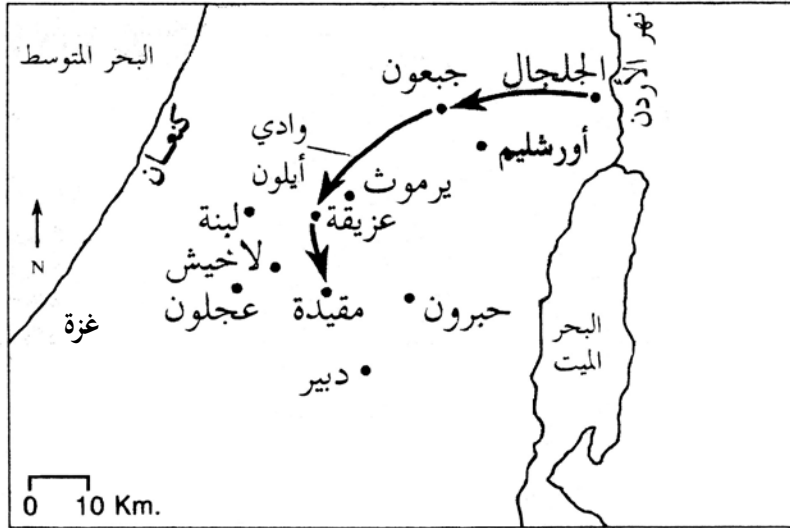 البحر المتوسط
نهر الأردن
كنعان
الجلجال
جبعون
أورشليم
وادي
أيلون
يرموث
عزيقة
لبنة
لاخيش
عجلون
مقيدة
حبرون
غزة
دبير
البحر
الميت
N
0 10 Km.